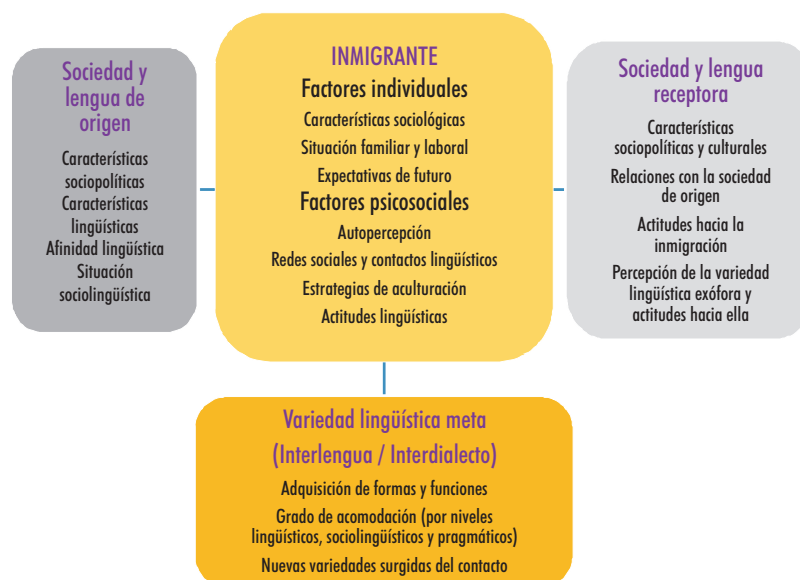 Sociedad y
lengua de
origen
Características
sociopolíticas
Características
lingüísticas
Afinidad lingüística
Situación
sociolingüística
INMIGRANTE
Factores individuales
Características sociológicas
Situación familiar y laboral
Expectativas de futuro
Factores psicosociales
Autopercepción
Redes sociales y contactos lingüísticos
Estrategias de aculturación
Actitudes lingüísticas
Sociedad y lengua
receptora
Características
sociopolíticas y culturales
Relaciones con la sociedad
de origen
Actitudes hacia la
inmigración
Percepción de la variedad
lingüística exófora y
actitudes hacia ella
Variedad lingüística meta
(Interlengua / Interdialecto)
Adquisición de formas y funciones
Grado de acomodación (por niveles
lingüísticos, sociolingüísticos y pragmáticos)
Nuevas variedades surgidas del contacto